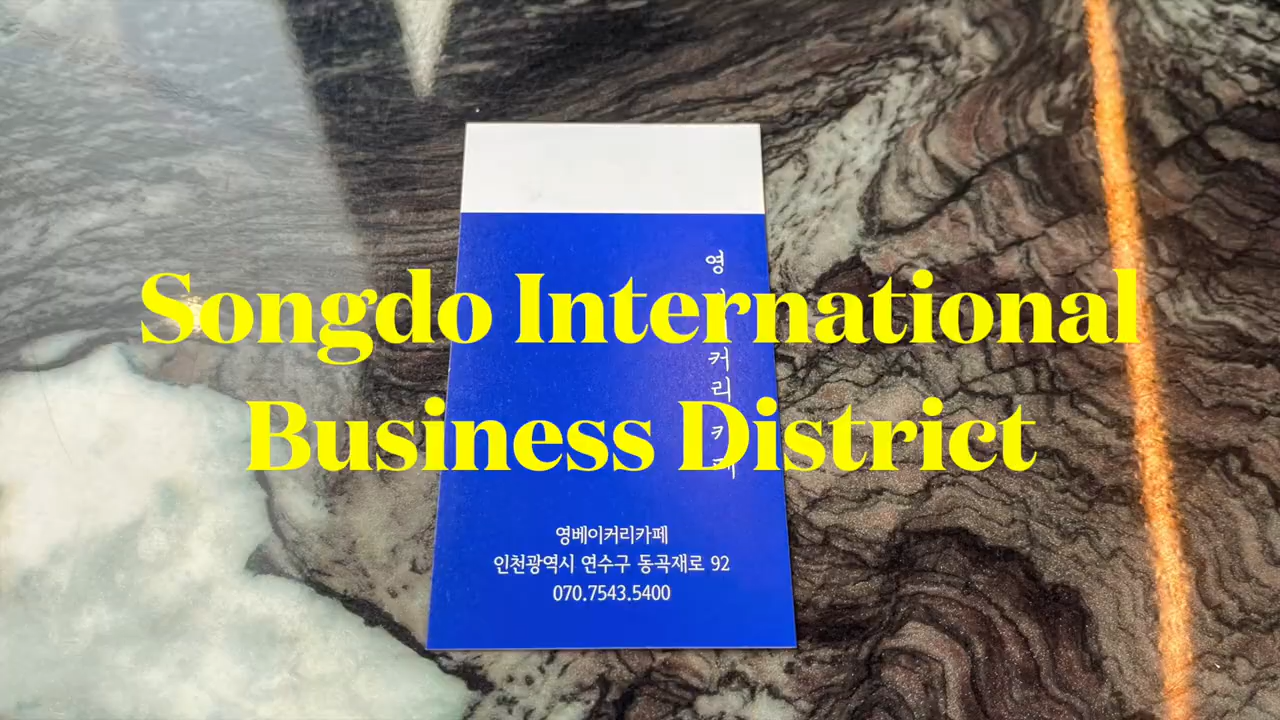 Songdo International
Business District
영베이커리카페
인천광역시 연수구 동곡재로 92
070.7543.5400